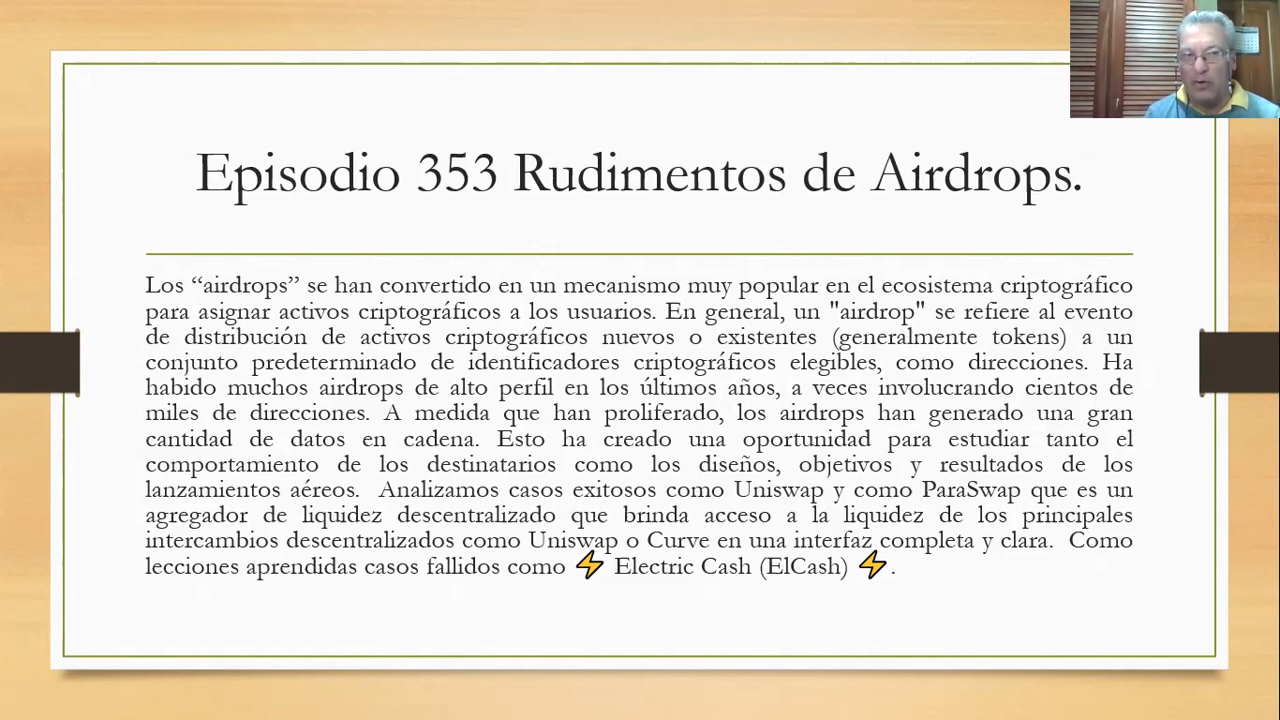 Episodio 353 Rudimentos de Airdrops.
Los “airdrops” se han convertido en un mecanismo muy popular en el ecosistema criptográfico
para asignar activos criptográficos a los usuarios. En general, un "airdrop" se refiere al evento
de distribución de activos criptográficos nuevos o existentes (generalmente tokens) a un
conjunto predeterminado de identificadores criptográficos elegibles, como direcciones. Ha
habido muchos airdrops de alto perfil en los últimos años, a veces involucrando cientos de
miles de direcciones. A medida que han proliferado, los airdrops han generado una gran
cantidad de datos en cadena. Esto ha creado una oportunidad para estudiar tanto el
comportamiento de los destinatarios como los diseños, objetivos y resultados de los
lanzamientos aéreos. Analizamos casos exitosos como Uniswap y como ParaSwap que es un
agregador de liquidez descentralizado que brinda acceso a la liquidez de los principales
intercambios descentralizados como Uniswap o Curve en una interfaz completa y clara. Como
lecciones aprendidas casos fallidos como ⚡ Electric Cash (ElCash) ⚡.